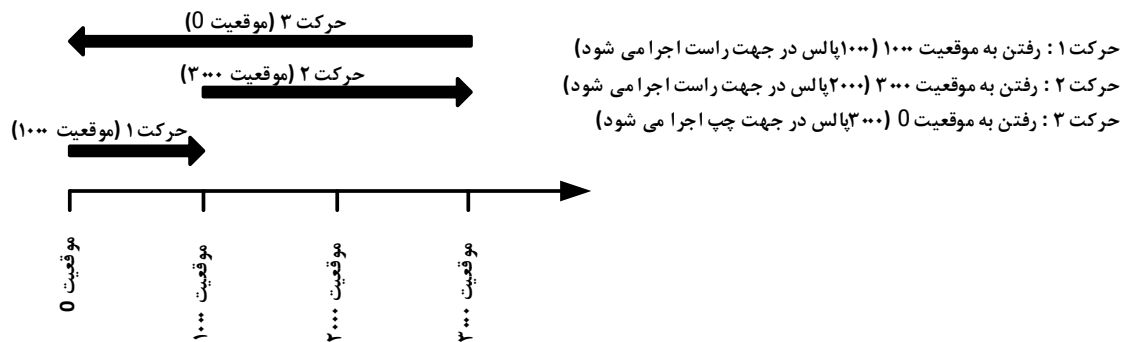 حرکت ۳ (موقعیت 0)
حرکت ۲ (موقعیت ۳۰۰۰)
حرکت ۱ (موقعیت ۱۰۰۰)
حرکت ۱ : رفتن به موقعیت ۱۰۰۰ (۱۰۰۰پالس در جهت راست اجرا می شود)
حرکت ۲ : رفتن به موقعیت ۳۰۰۰ (۲۰۰۰پالس در جهت راست اجرا می شود)
حرکت ۳ : رفتن به موقعیت 0 (۳۰۰۰پالس در جهت چپ اجرا می شود)
موقعیت 0
موقعیت ۱۰۰۰
موقعیت ۲۰۰۰
موقعیت ۳۰۰۰